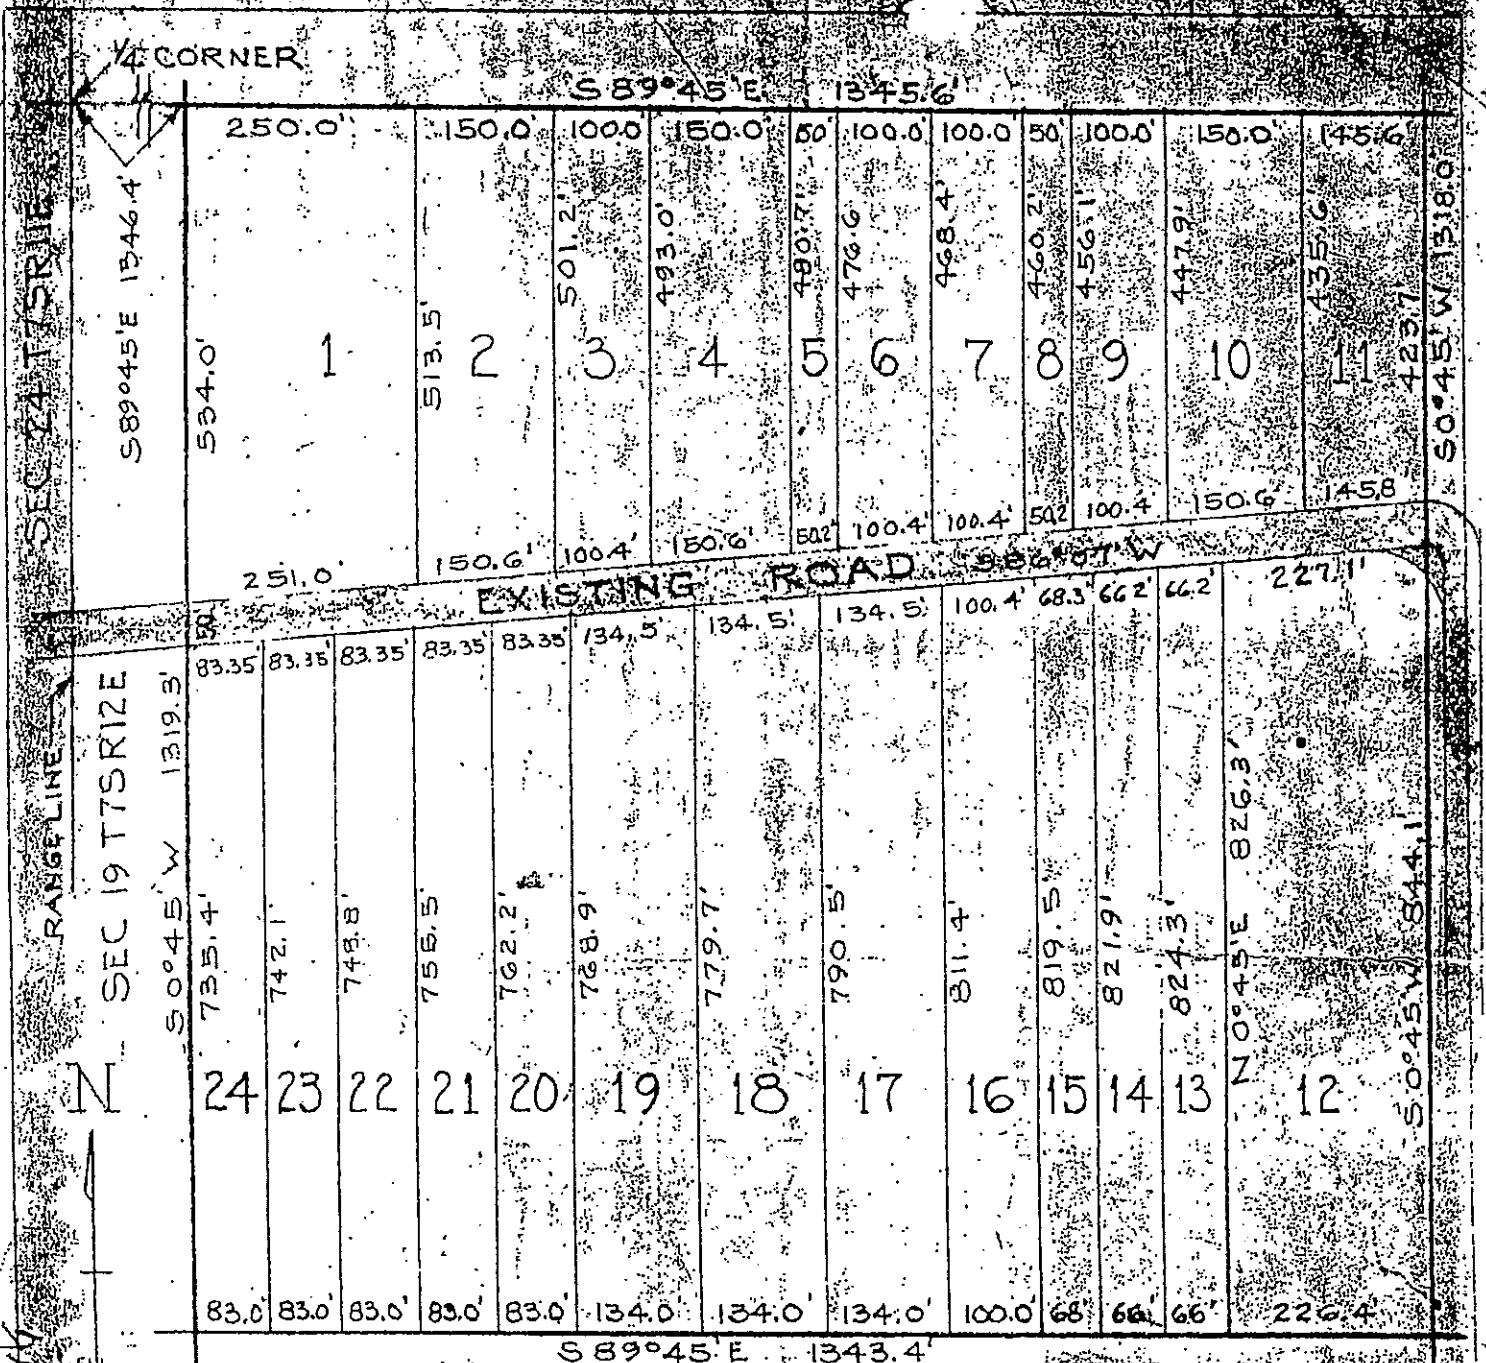 1/4 CORNER
S 89°45'E 1345.6'
250.0' 150.0' 100.0' 150.0' 50' 100.0' 100.0' 50' 100.0' 150.0' 145.6'
SEC 24 T7SR11E
S89°45'E 1346.4'
534.0' 513.5' 501.2' 493.0' 480.7' 476.6 468.4' 460.2' 456.1' 447.9' 435.6' 423.7'
S0°45'W 1318.0'
1 2 3 4 5 6 7 8 9 10 11
251.0' 150.6' 100.4' 150.6' 50.2' 100.4' 100.4' 50.2' 100.4 150.6 145.8
EXISTING ROAD S86°07'W
50
83.35' 83.35' 83.35' 83.35' 83.35' 134.5' 134.5' 134.5' 100.4' 68.3' 66.2' 66.2' 227.1'
RANGE LINE
SEC 19 T7SR12E
S0°45'W 1319.3'
735.4' 742.1' 748.8' 755.5' 762.2' 768.9' 779.7' 790.5' 811.4' 819.5' 821.9' 824.3'
N0°45'E 826.3'
S0°45'W 844.1'
N
24 23 22 21 20 19 18 17 16 15 14 13 12
83.0' 83.0' 83.0' 83.0' 83.0' 134.0' 134.0' 134.0' 100.0' 68' 66' 66' 226.4'
S 89°45'E 1343.4'